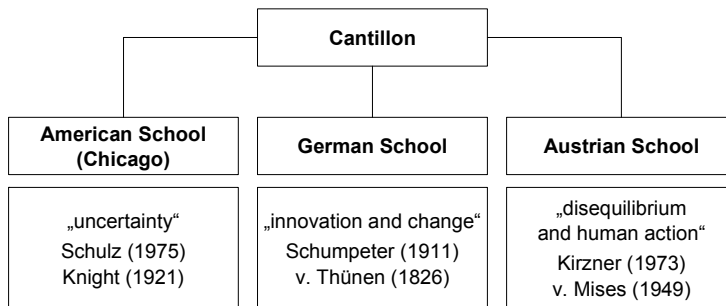 Cantillon
American School
(Chicago)
German School
Austrian School
„uncertainty“
Schulz (1975)
Knight (1921)
„innovation and change“
Schumpeter (1911)
v. Thünen (1826)
„disequilibrium
and human action“
Kirzner (1973)
v. Mises (1949)